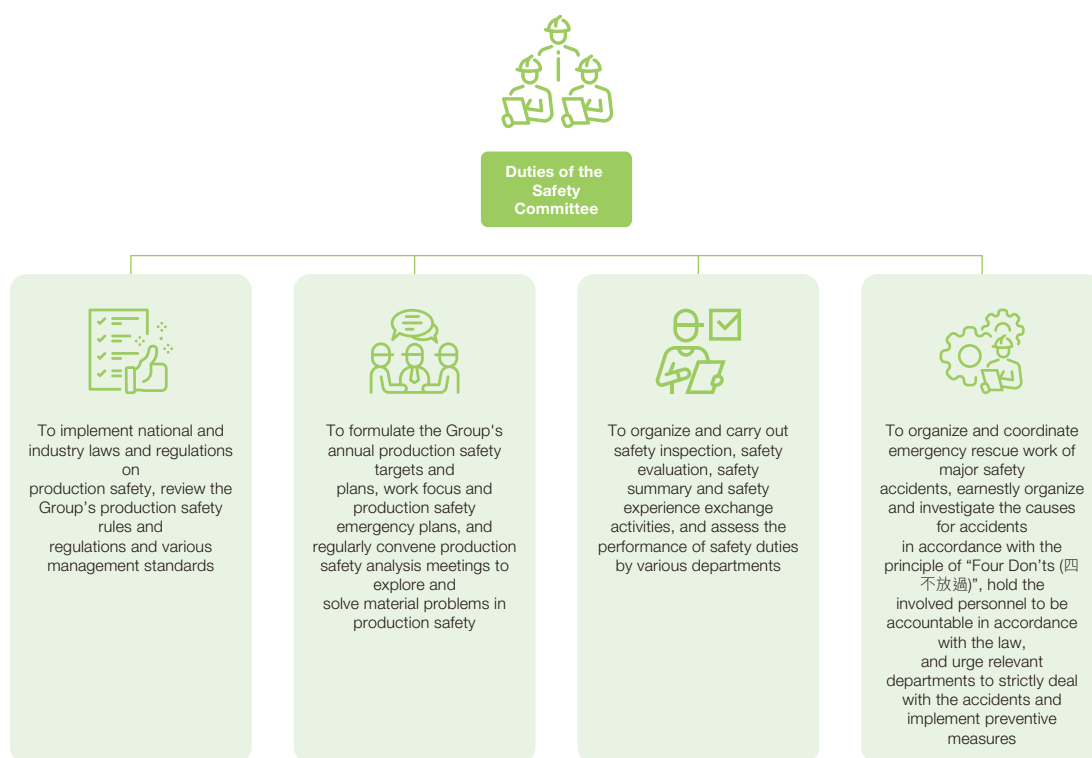 Duties of the
Safety
Committee
To implement national and
industry laws and regulations
on
production safety, review the
Group’s production safety
rules and
regulations and various
management standards
To formulate the Group's
annual production safety
targets and
plans, work focus and
production safety
emergency plans, and
regularly convene production
safety analysis meetings to
explore and
solve material problems in
production safety
To organize and carry out
safety inspection, safety
evaluation, safety
summary and safety
experience exchange
activities, and assess the
performance of safety duties
by various departments
To organize and coordinate
emergency rescue work of
major safety
accidents, earnestly organize
and investigate the causes
for accidents
in accordance with the
principle of “Four Don’ts (四
不放過)”, hold the
involved personnel to be
accountable in accordance
with the law,
and urge relevant
departments to strictly deal
with the accidents and
implement preventive
measures